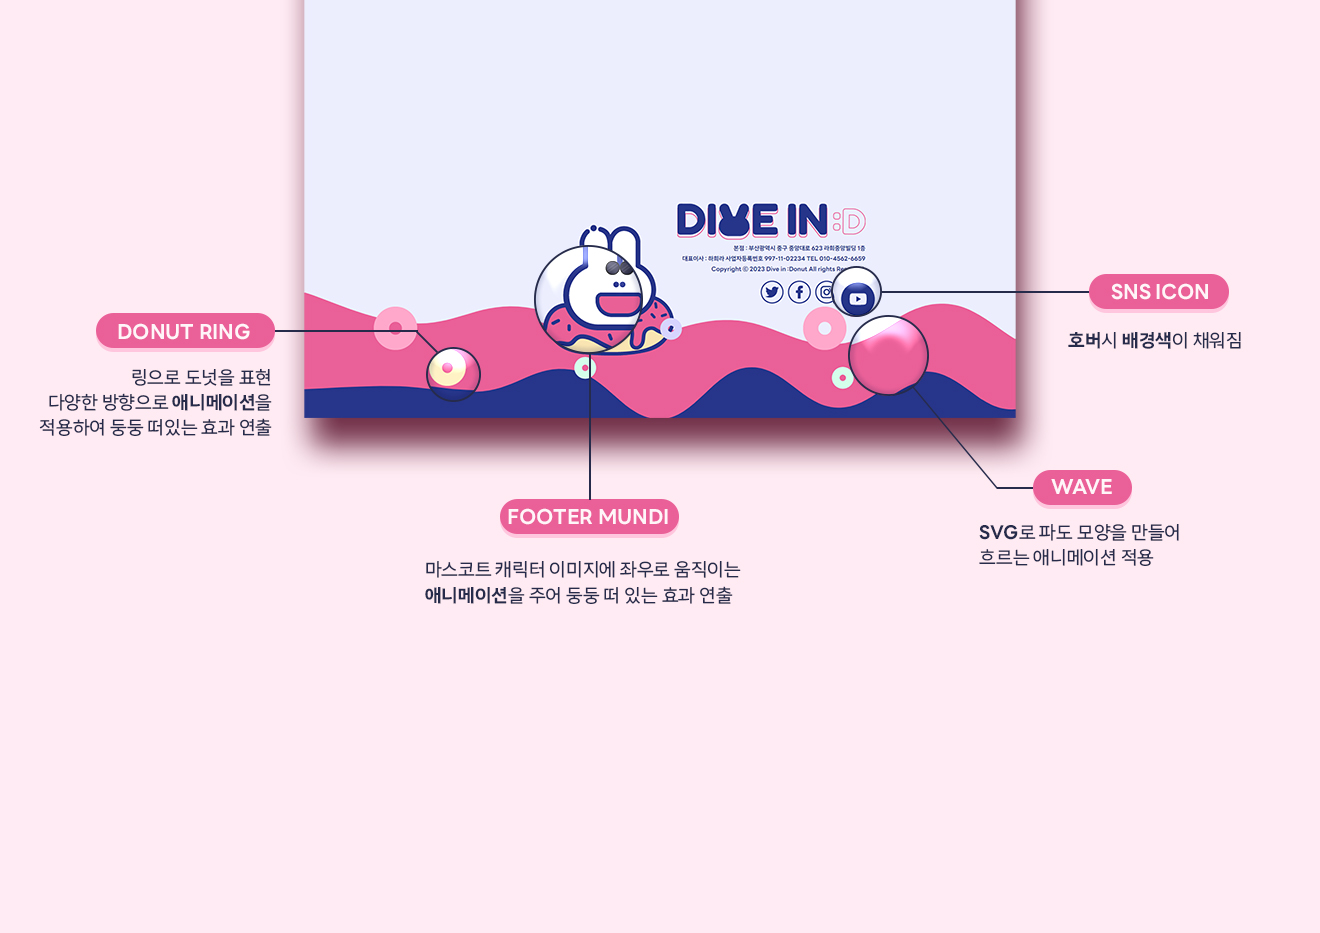 DIVE IN :D
본점 : 부산광역시 중구 중앙대로 623 라희중앙빌딩 1층
대표이사 : 하희라 사업자등록번호 997-11-02234 TEL 010-4562-6659
Copyright © 2023 Dive in :Donut All rights
SNS ICON
호버시 배경색이 채워짐
DONUT RING
링으로 도넛을 표현
다양한 방향으로 애니메이션을
적용하여 둥둥 떠있는 효과 연출
WAVE
SVG로 파도 모양을 만들어
흐르는 애니메이션 적용
FOOTER MUNDI
마스코트 캐릭터 이미지에 좌우로 움직이는
애니메이션을 주어 둥둥 떠 있는 효과 연출